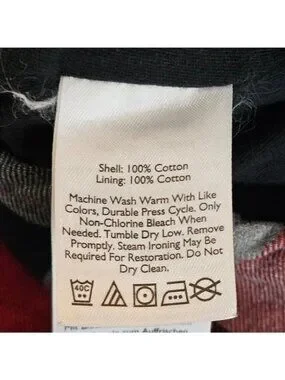 Shell: 100% Cotton
Lining: 100% Cotton
Machine Wash Warm With Like
Colors, Durable Press Cycle. Only
Non-Chlorine Bleach When
Needed. Tumble Dry Low. Remove
Promptly. Steam Ironing May Be
Required For Restoration. Do Not
Dry Clean.
40C
zum Auffrischen